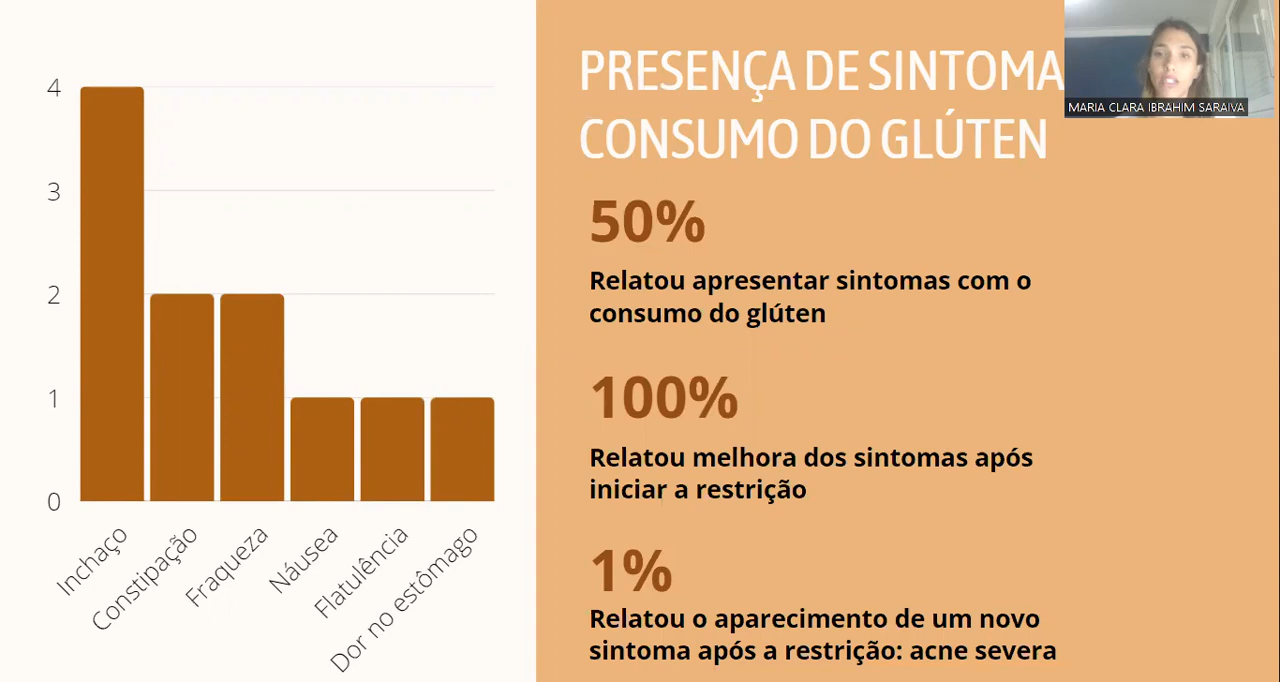 4
3
2
1
0
Inchaço
Constipação
Fraqueza
Náusea
Flatulência
Dor no estômago
PRESENÇA DE SINTOMA
CONSUMO DO GLÚTEN
50%
Relatou apresentar sintomas com o
consumo do glúten
100%
Relatou melhora dos sintomas após
iniciar a restrição
1%
Relatou o aparecimento de um novo
sintoma após a restrição: acne severa
MARIA CLARA IBRAHIM SARAIVA